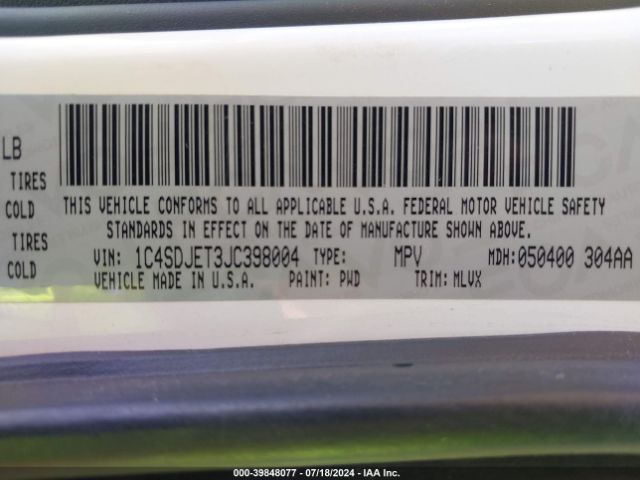 LB
TIRES
COLD THIS VEHICLE CONFORMS TO ALL APPLICABLE U.S.A. FEDERAL MOTOR VEHICLE SAFETY
STANDARDS IN EFFECT ON THE DATE OF MANUFACTURE SHOWN ABOVE.
TIRES VIN: 1C4SDJET3JC398004 TYPE: MPV MDH:050400 304AA
COLD VEHICLE MADE IN U.S.A. PAINT: PWD TRIM: MLVX
000-39848077 - 07/18/2024 - IAA Inc.